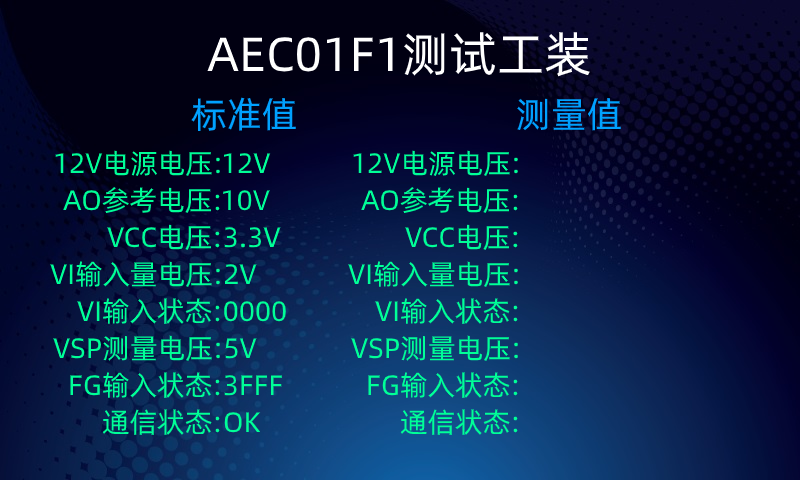 AEC01F1测试工装
标准值 测量值
12V电源电压:12V 12V电源电压:
AO参考电压:10V AO参考电压:
VCC电压:3.3V VCC电压:
VI输入量电压:2V VI输入量电压:
VI输入状态:0000 VI输入状态:
VSP测量电压:5V VSP测量电压:
FG输入状态:3FFF FG输入状态:
通信状态:OK 通信状态: